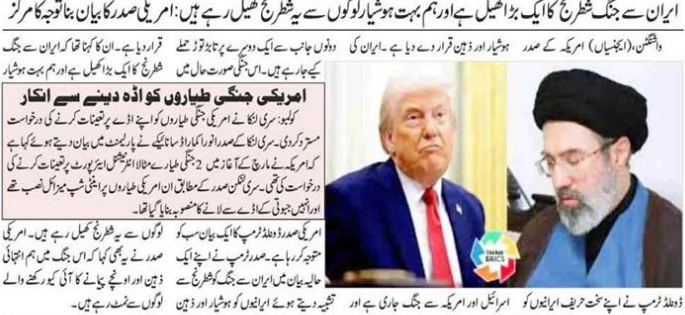 ایران سے جنگ شطرنج کا ایک بڑا کھیل ہے اور ہم بہت ہوشیار لوگوں سے یہ شطرنج کھیل رہے ہیں: امریکی صدر کا بیان بنا توجہ کا مرکز
واشنگٹن، (ایجنسیاں) امریکہ کے صدر
ڈونلڈ ٹرمپ نے اپنے سخت حریف ایرانیوں کو
ہوشیار اور ذہین قرار دے دیا ہے۔ ایران کی
دونوں جانب سے ایک دوسرے پر تابڑ توڑ حملے
کیے جارہے ہیں۔ اس جنگی صورت حال میں
امریکی صدر ڈونلڈ ٹرمپ کا ایک بیان سب کو
متوجہ کر رہا ہے۔ صدر ٹرمپ نے اپنے ایک
حالیہ بیان میں ایران سے جنگ کو شطرنج سے
تشبیہ دیتے ہوئے ایرانیوں کو ہوشیار اور ذہین
اسرائیل اور امریکہ سے جنگ جاری ہے اور
قرار دیا ہے۔ ان کا کہنا تھا کہ ایران سے جنگ
شطرنج کا ایک بڑا کھیل ہے اور ہم بہت ہوشیار
لوگوں سے یہ شطرنج کھیل رہے ہیں۔ امریکی
صدر نے یہ بھی کہا کہ اس جنگ میں ہم انتہائی
ذہین اور اونچے پیمانے کا آئی کیو رکھنے والے
لوگوں سے نمٹ رہے ہیں۔
امریکی جنگی طیاروں کو اڈہ دینے سے انکار
کولمبو: سری لنکا نے امریکی جنگی طیاروں کو اپنے اڈے پر تعینات کرنے کی درخواست
مسترد کردی۔ سری لنکا کے صدر انورا کمارا ڈسانائیکے نے پارلیمنٹ میں بیان دیتے ہوئے کہا ہے
کہ امریکہ نے مارچ کے آغاز میں 2 جنگی طیارے مثالا انٹرنیشنل ایئرپورٹ پر تعینات کرنے کی
درخواست کی تھی۔ سری لنکن صدر کے مطابق ان امریکی طیاروں پر اینٹی شپ میزائل نصب تھے
اور انہیں جبوتی کے اڈے سے لانے کا منصوبہ بنایا گیا تھا۔
THINK
BRICS